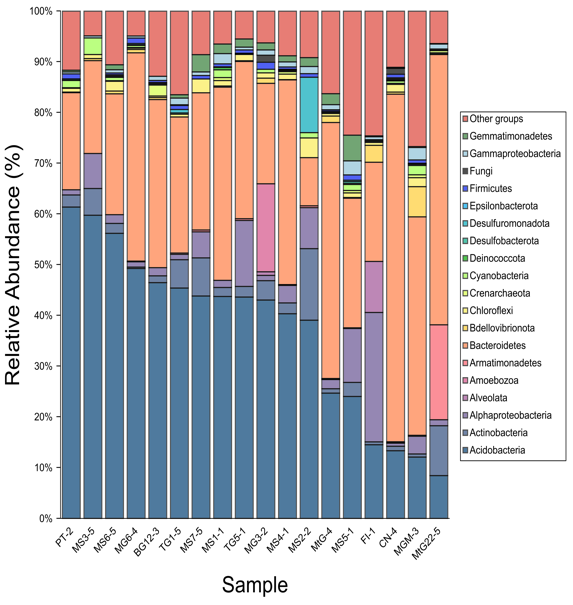 100%
90%
80%
70%
60%
50%
40%
30%
20%
10%
0%
Relative Abundance (%)
PT-2
MS3-5
MS6-5
MG6-4
BG12-3
TG1-5
MS7-5
MS1-1
TG5-1
MG3-2
MS4-1
MS2-2
MtG-4
MS5-1
FI-1
CN-4
MGM-3
MtG22-5
Sample
Other groups
Gemmatimonadetes
Gammaproteobacteria
Fungi
Firmicutes
Epsilonbacterota
Desulfuromonadota
Desulfobacterota
Deinococcota
Cyanobacteria
Crenarchaeota
Chloroflexi
Bdellovibrionota
Bacteroidetes
Armatimonadetes
Amoebozoa
Alveolata
Alphaproteobacteria
Actinobacteria
Acidobacteria